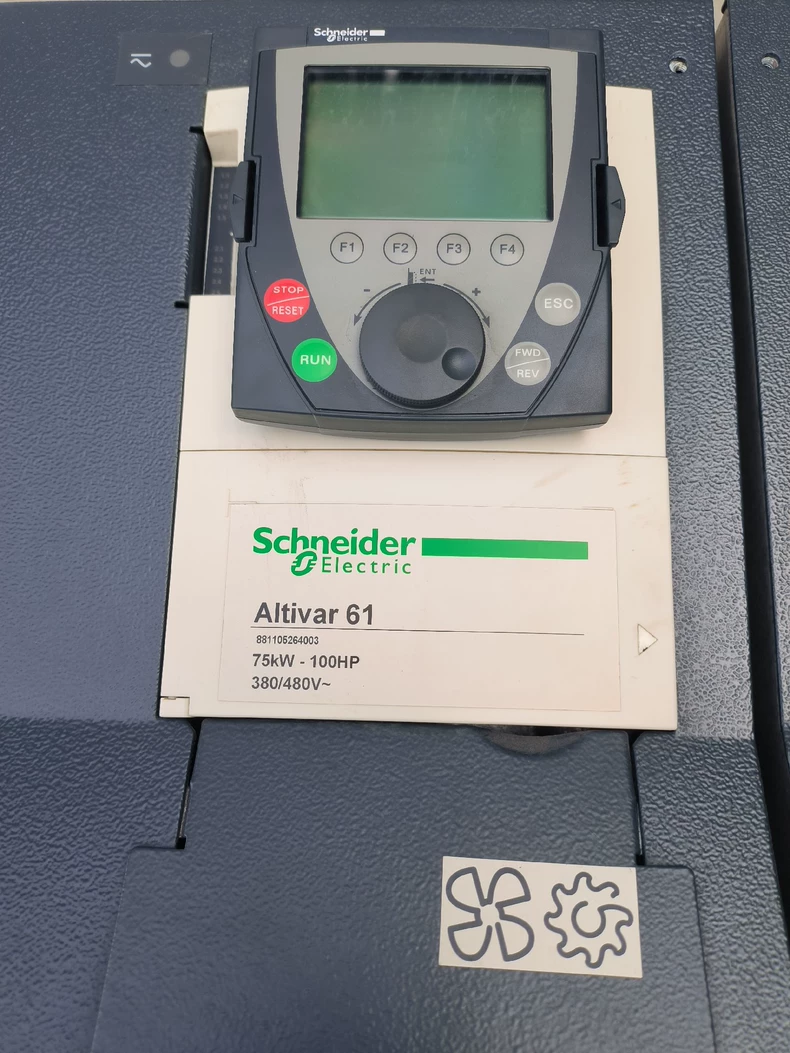 Schneider
Electric
F1 F2 F3 F4
ENT
- +
STOP
RESET
ESC
RUN
FWD
REV
Schneider
Electric
Altivar 61
881105264003
75kW - 100HP
380/480V~